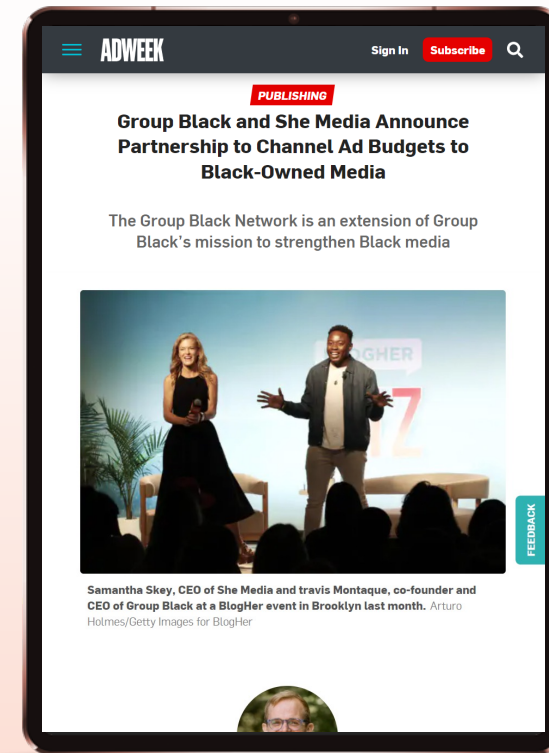 ADWEEK
Sign In
Subscribe
PUBLISHING
Group Black and She Media Announce
Partnership to Channel Ad Budgets to
Black-Owned Media
The Group Black Network is an extension of Group
Black's mission to strengthen Black media
OGHER
Z
FEEDBACK
Samantha Skey, CEO of She Media and travis Montaque, co-founder and
CEO of Group Black at a BlogHer event in Brooklyn last month. Arturo
Holmes/Getty Images for BlogHer